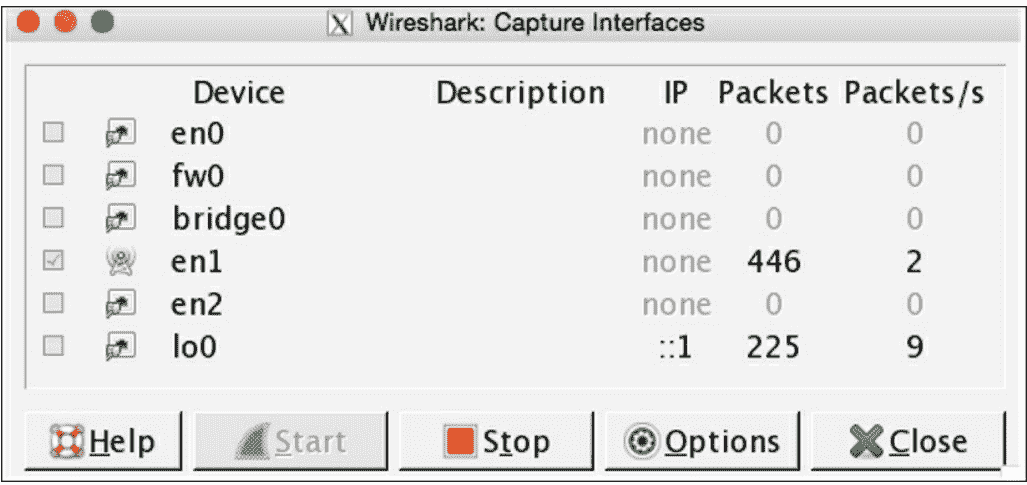 Wireshark: Capture Interfaces
Device Description IP Packets Packets/s
en0 none 0 0
fw0 none 0 0
bridge0 none 0 0
en1 none 446 2
en2 none 0 0
lo0 ::1 225 9
Help Start Stop Options Close